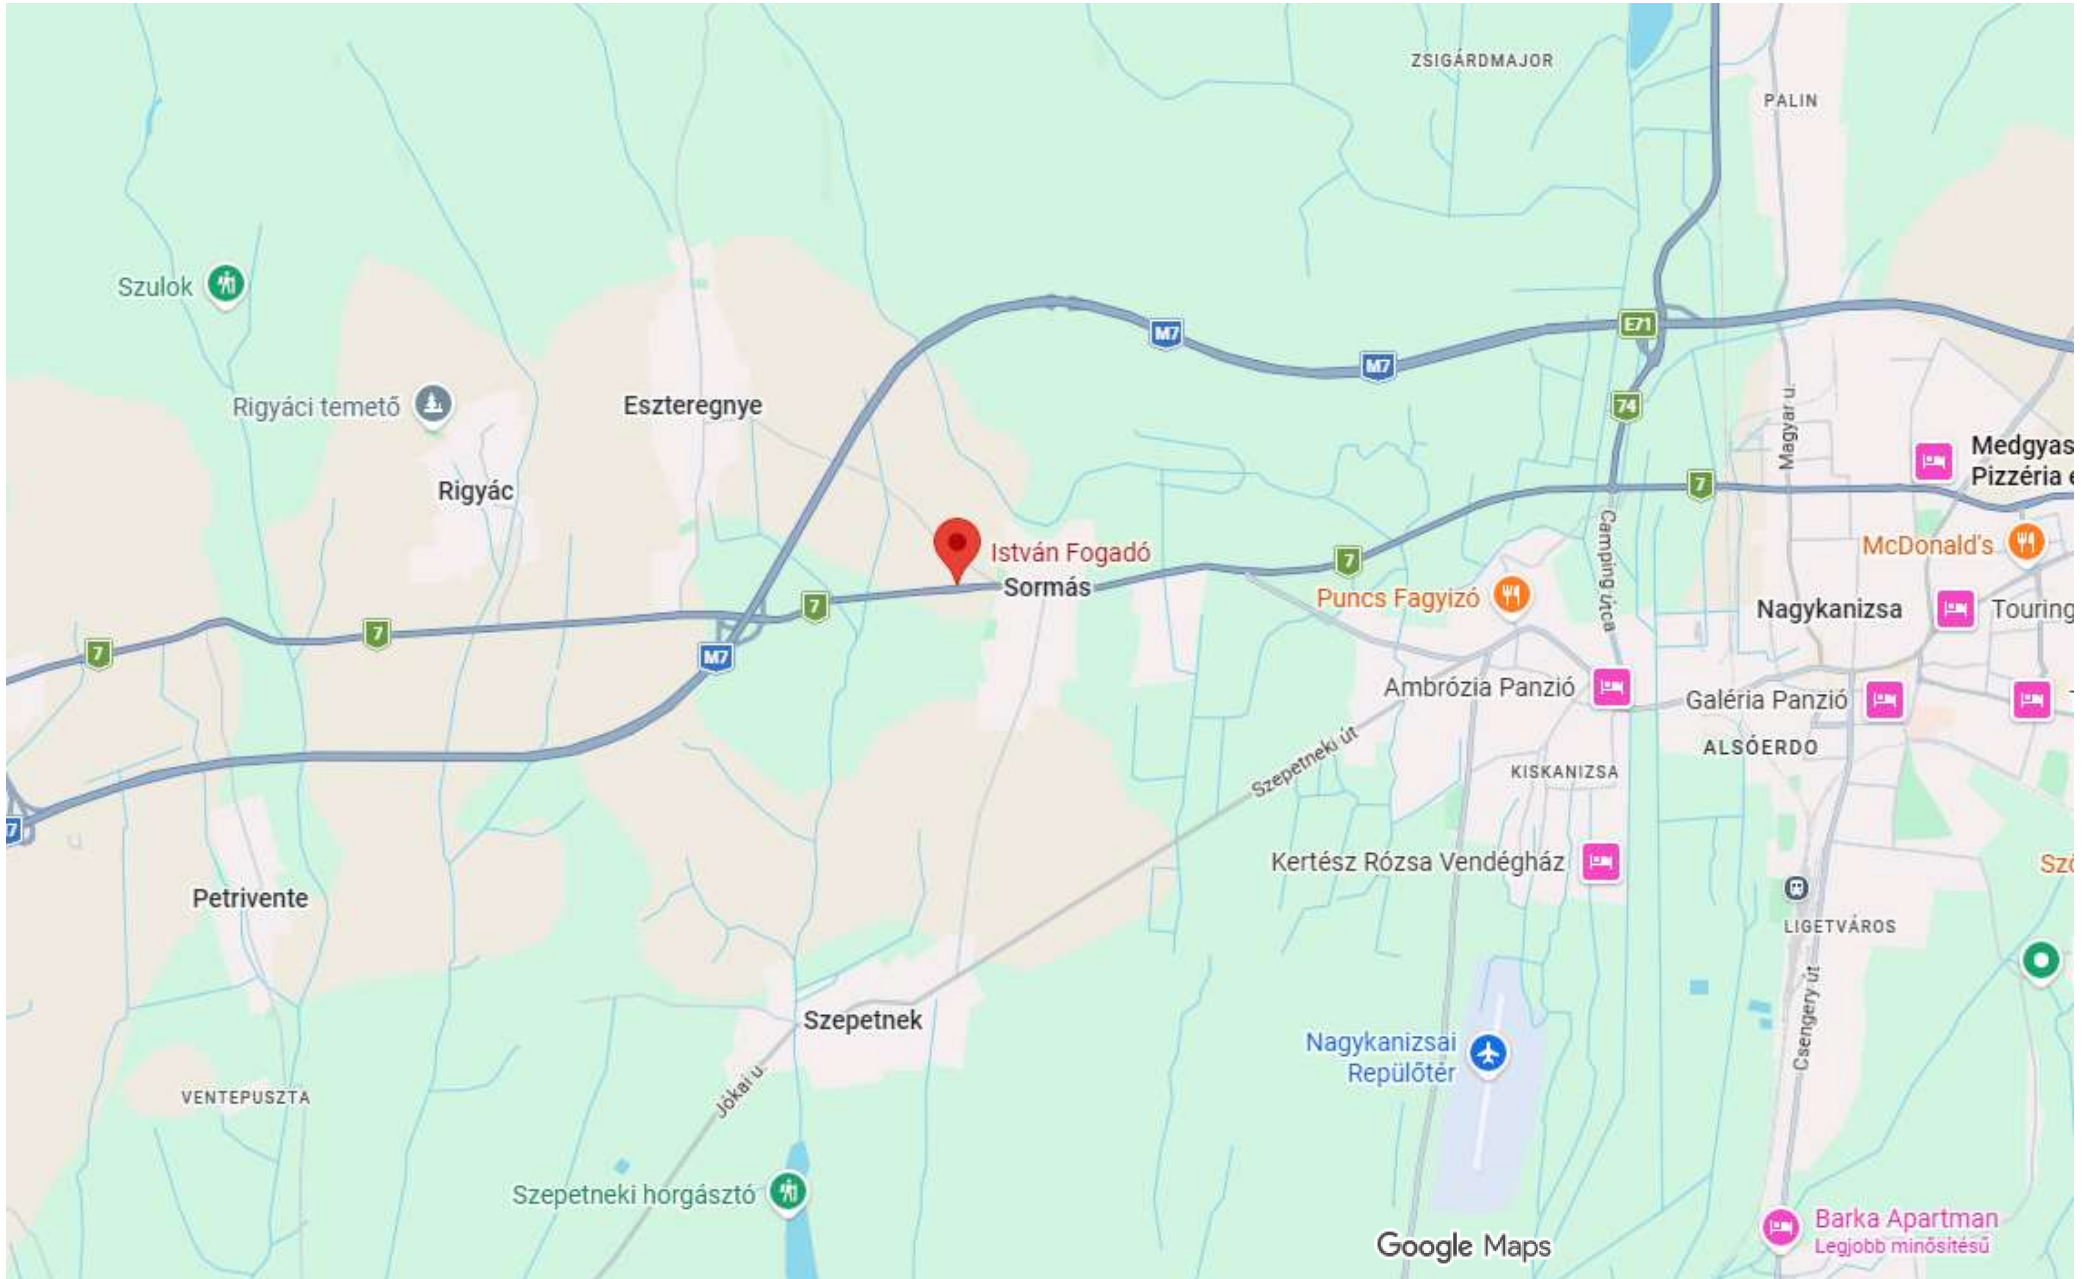 ZSIGÁRDMAJOR
PALIN
Szulok
E71
M7
M7
74
Rigyáci temető
Eszteregnye
Magyar u.
Medgyas
Pizzéria e
Rigyác
7
István Fogadó
Sormás
7
7
McDonald's
Camping utca
Puncs Fagyizó
Nagykanizsa
Touring
7
7
M7
Ambrózia Panzió
Galéria Panzió
ALSÓERDO
Szepetneki út
KISKANIZSA
7
Kertész Rózsa Vendégház
Petrivente
LIGETVÁROS
Szepetnek
Csengery út
Nagykanizsai
Repülőtér
Jókai u.
VENTEPUSZTA
Szepetneki horgásztó
Barka Apartman
Legjobb minősítésű
Google Maps